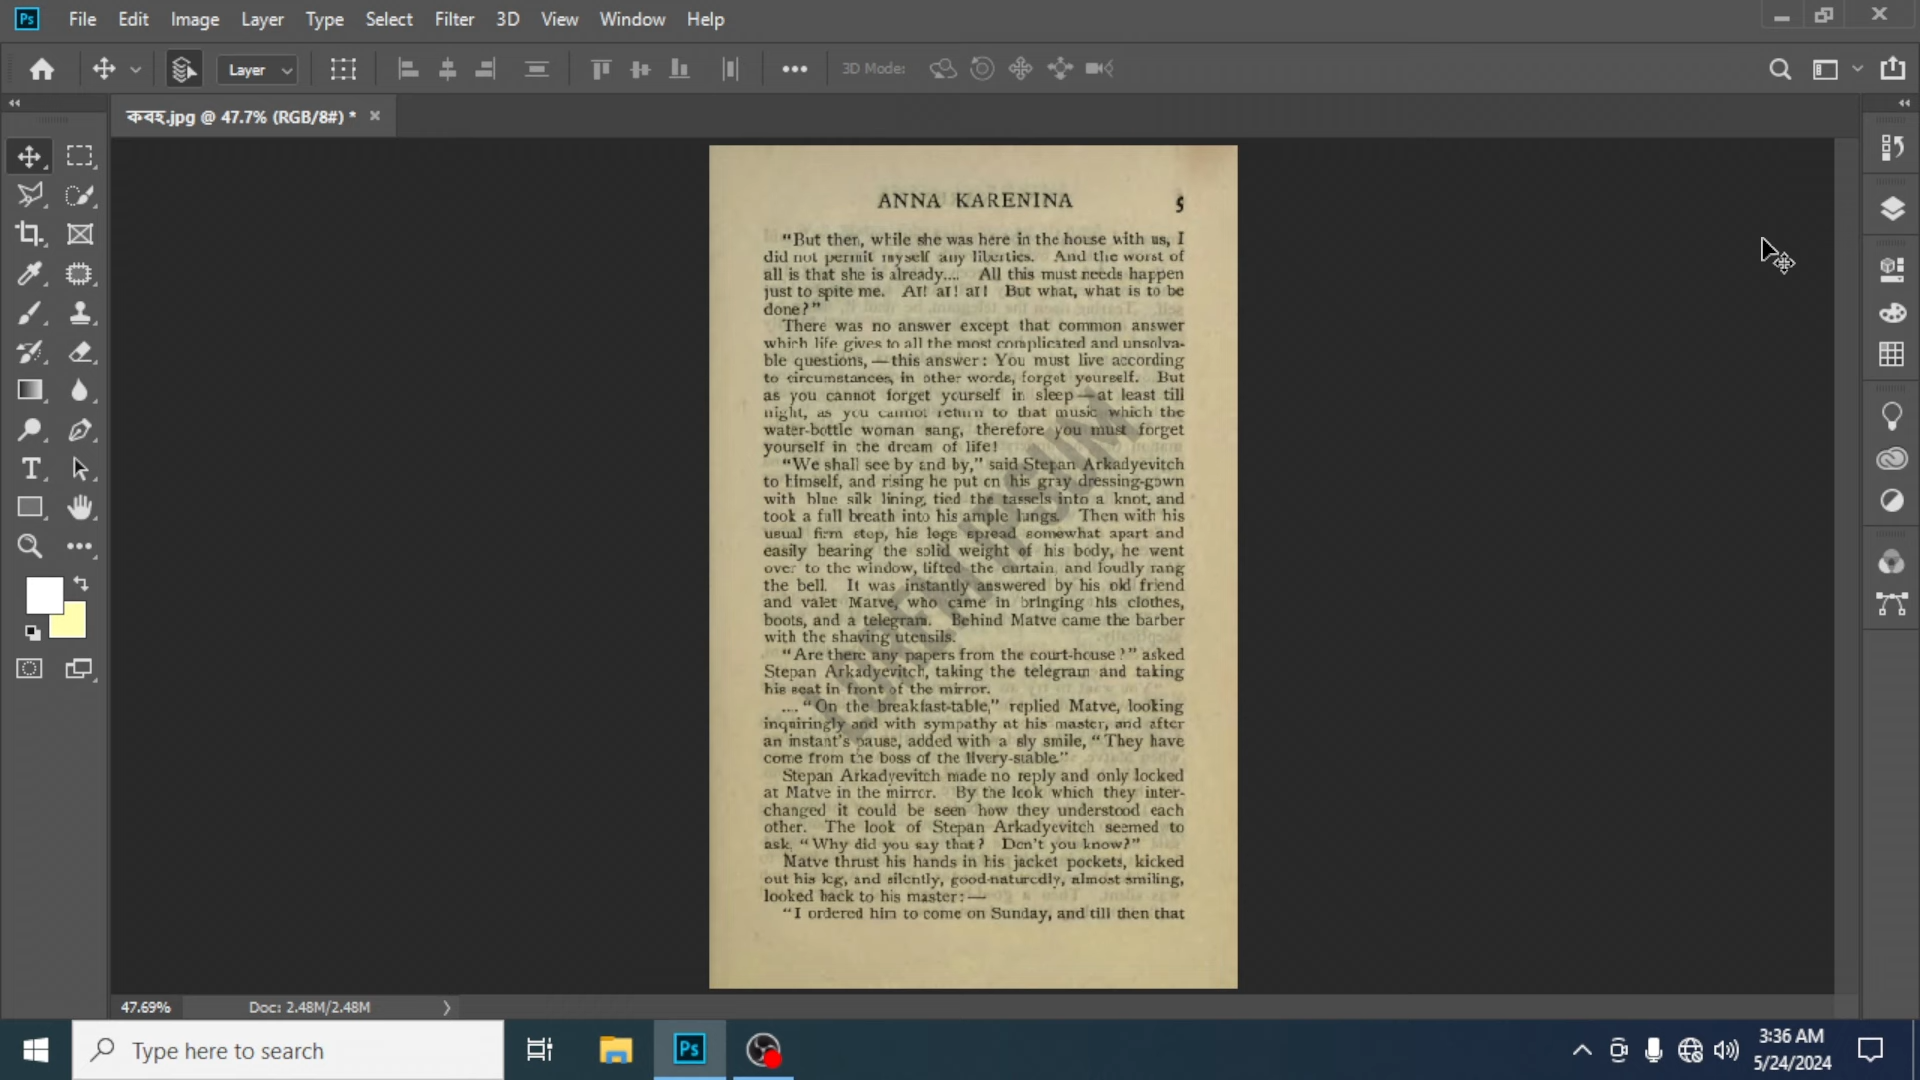 Ps File Edit Image Layer Type Select Filter 3D View Window Help
Layer 3D Mode:
কবহ.jpg @ 47.7% (RGB/8#) *
ANNA KARENINA 5
“But then, while she was here in the house with us, I
did not permit myself any liberties. And the worst of
all is that she is already.... All this must needs happen
just to spite me. Aï! aï! aï! But what, what is to be
done?”
There was no answer except that common answer
which life gives to all the most complicated and unsolva-
ble questions, — this answer: You must live according
to circumstances, in other words, forget yourself. But
as you cannot forget yourself in sleep — at least till
night, as you cannot return to that music which the
water-bottle woman sang, therefore you must forget
yourself in the dream of life!
“We shall see by and by,” said Stepan Arkadyevitch
to himself, and rising he put on his gray dressing-gown
with blue silk lining, tied the tassels into a knot, and
took a full breath into his ample lungs. Then with his
usual firm step, his legs spread somewhat apart and
easily bearing the solid weight of his body, he went
over to the window, lifted the curtain, and loudly rang
the bell. It was instantly answered by his old friend
and valet Matve, who came in bringing his clothes,
boots, and a telegram. Behind Matve came the barber
with the shaving utensils.
“Are there any papers from the court-house?” asked
Stepan Arkadyevitch, taking the telegram and taking
his seat in front of the mirror.
.... “On the breakfast-table,” replied Matve, looking
inquiringly and with sympathy at his master, and after
an instant's pause, added with a sly smile, “They have
come from the boss of the livery-stable.”
Stepan Arkadyevitch made no reply and only looked
at Matve in the mirror. By the look which they inter-
changed it could be seen how they understood each
other. The look of Stepan Arkadyevitch seemed to
ask, “Why did you say that? Don't you know?”
Matve thrust his hands in his jacket pockets, kicked
out his leg, and silently, good-naturedly, almost smiling,
looked back to his master: —
“I ordered him to come on Sunday, and till then that
LOREM IPSUM
47.69% Doc: 2.48M/2.48M
Type here to search
Ps
3:36 AM
5/24/2024